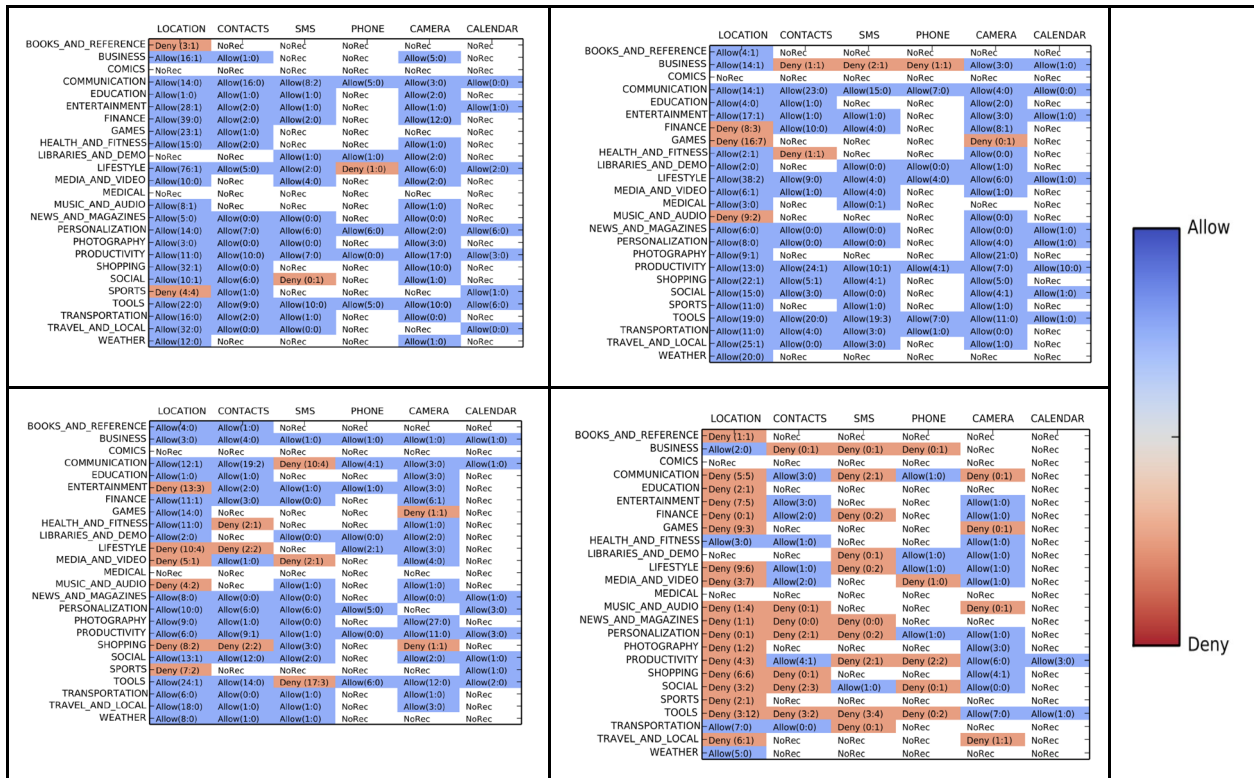 LOCATION CONTACTS SMS PHONE CAMERA CALENDAR
BOOKS_AND_REFERENCE Deny (3:1) NoRec NoRec NoRec NoRec NoRec
BUSINESS Allow(16:1) Allow(1:0) NoRec NoRec Allow(5:0) NoRec
COMICS NoRec NoRec NoRec NoRec NoRec NoRec
COMMUNICATION Allow(14:0) Allow(16:0) Allow(8:2) Allow(5:0) Allow(3:0) Allow(0:0)
EDUCATION Allow(1:0) Allow(1:0) Allow(1:0) NoRec Allow(2:0) NoRec
ENTERTAINMENT Allow(28:1) Allow(2:0) Allow(1:0) NoRec Allow(1:0) Allow(1:0)
FINANCE Allow(39:0) Allow(2:0) Allow(2:0) NoRec Allow(12:0) NoRec
GAMES Allow(23:1) Allow(1:0) NoRec NoRec NoRec NoRec
HEALTH_AND_FITNESS Allow(15:0) Allow(2:0) NoRec NoRec Allow(1:0) NoRec
LIBRARIES_AND_DEMO NoRec NoRec Allow(1:0) Allow(1:0) Allow(2:0) NoRec
LIFESTYLE Allow(76:1) Allow(5:0) Allow(2:0) Deny (1:0) Allow(6:0) Allow(2:0)
MEDIA_AND_VIDEO Allow(10:0) NoRec Allow(4:0) NoRec Allow(2:0) NoRec
MEDICAL NoRec NoRec NoRec NoRec NoRec NoRec
MUSIC_AND_AUDIO Allow(8:1) NoRec NoRec NoRec Allow(1:0) NoRec
NEWS_AND_MAGAZINES Allow(5:0) Allow(0:0) Allow(0:0) NoRec Allow(0:0) NoRec
PERSONALIZATION Allow(14:0) Allow(7:0) Allow(6:0) Allow(6:0) Allow(2:0) Allow(6:0)
PHOTOGRAPHY Allow(3:0) Allow(0:0) Allow(0:0) NoRec Allow(3:0) NoRec
PRODUCTIVITY Allow(11:0) Allow(10:0) Allow(7:0) Allow(0:0) Allow(17:0) Allow(3:0)
SHOPPING Allow(32:1) Allow(0:0) NoRec NoRec Allow(10:0) NoRec
SOCIAL Allow(10:1) Allow(6:0) Deny (0:1) NoRec Allow(1:0) NoRec
SPORTS Deny (4:4) Allow(1:0) NoRec NoRec NoRec Allow(1:0)
TOOLS Allow(22:0) Allow(9:0) Allow(10:0) Allow(5:0) Allow(10:0) Allow(6:0)
TRANSPORTATION Allow(16:0) Allow(2:0) Allow(1:0) NoRec Allow(0:0) NoRec
TRAVEL_AND_LOCAL Allow(32:0) Allow(0:0) Allow(0:0) NoRec NoRec Allow(0:0)
WEATHER Allow(12:0) NoRec NoRec NoRec Allow(1:0) NoRec
LOCATION CONTACTS SMS PHONE CAMERA CALENDAR
BOOKS_AND_REFERENCE Allow(4:1) NoRec NoRec NoRec NoRec NoRec
BUSINESS Allow(14:1) Deny (1:1) Deny (2:1) Deny (1:1) Allow(3:0) Allow(1:0)
COMICS NoRec NoRec NoRec NoRec NoRec NoRec
COMMUNICATION Allow(14:1) Allow(23:0) Allow(15:0) Allow(7:0) Allow(4:0) Allow(0:0)
EDUCATION Allow(4:0) Allow(1:0) NoRec NoRec Allow(2:0) NoRec
ENTERTAINMENT Allow(17:1) Allow(1:0) Allow(1:0) NoRec Allow(3:0) Allow(1:0)
FINANCE Deny (8:3) Allow(10:0) Allow(4:0) NoRec Allow(8:1) NoRec
GAMES Deny (16:7) NoRec NoRec NoRec Deny (0:1) NoRec
HEALTH_AND_FITNESS Allow(2:1) Deny (1:1) NoRec NoRec Allow(0:0) NoRec
LIBRARIES_AND_DEMO Allow(2:0) NoRec Allow(0:0) Allow(0:0) Allow(1:0) NoRec
LIFESTYLE Allow(38:2) Allow(9:0) Allow(4:0) Allow(4:0) Allow(6:0) Allow(1:0)
MEDIA_AND_VIDEO Allow(6:1) Allow(1:0) Allow(4:0) NoRec Allow(1:0) NoRec
MEDICAL Allow(3:0) NoRec Allow(0:1) NoRec NoRec NoRec
MUSIC_AND_AUDIO Deny (9:2) NoRec NoRec NoRec Allow(0:0) NoRec
NEWS_AND_MAGAZINES Allow(6:0) Allow(0:0) Allow(0:0) NoRec Allow(0:0) Allow(1:0)
PERSONALIZATION Allow(8:0) Allow(0:0) Allow(0:0) NoRec Allow(4:0) Allow(1:0)
PHOTOGRAPHY Allow(9:1) NoRec NoRec NoRec Allow(21:0) NoRec
PRODUCTIVITY Allow(13:0) Allow(24:1) Allow(10:1) Allow(4:1) Allow(7:0) Allow(10:0)
SHOPPING Allow(22:1) Allow(5:1) Allow(4:1) NoRec Allow(5:0) NoRec
SOCIAL Allow(15:0) Allow(3:0) Allow(0:0) NoRec Allow(4:1) Allow(1:0)
SPORTS Allow(11:0) NoRec Allow(1:0) NoRec NoRec NoRec
TOOLS Allow(19:0) Allow(20:0) Allow(19:3) Allow(7:0) Allow(11:0) Allow(1:0)
TRANSPORTATION Allow(11:0) Allow(4:0) Allow(3:0) Allow(1:0) Allow(0:0) NoRec
TRAVEL_AND_LOCAL Allow(25:1) Allow(0:0) Allow(3:0) NoRec Allow(1:0) NoRec
WEATHER Allow(20:0) NoRec NoRec NoRec NoRec NoRec
LOCATION CONTACTS SMS PHONE CAMERA CALENDAR
BOOKS_AND_REFERENCE Allow(4:0) Allow(1:0) NoRec NoRec NoRec NoRec
BUSINESS Allow(3:0) Allow(4:0) Allow(1:0) Allow(1:0) Allow(1:0) Allow(1:0)
COMICS NoRec NoRec NoRec NoRec NoRec NoRec
COMMUNICATION Allow(12:1) Allow(19:2) Deny (10:4) Allow(4:1) Allow(3:0) Allow(1:0)
EDUCATION Allow(1:0) Allow(1:0) NoRec NoRec Allow(3:0) NoRec
ENTERTAINMENT Deny (13:3) Allow(2:0) Allow(1:0) Allow(1:0) Allow(3:0) NoRec
FINANCE Allow(11:1) Allow(3:0) Allow(0:0) NoRec Allow(6:1) NoRec
GAMES Allow(14:0) NoRec NoRec NoRec Deny (1:1) NoRec
HEALTH_AND_FITNESS Allow(11:0) Deny (2:1) NoRec NoRec Allow(1:0) NoRec
LIBRARIES_AND_DEMO Allow(2:0) NoRec Allow(0:0) Allow(0:0) Allow(2:0) NoRec
LIFESTYLE Deny (10:4) Deny (2:2) NoRec Allow(2:1) Allow(3:0) NoRec
MEDIA_AND_VIDEO Deny (5:1) Allow(1:0) Deny (2:1) NoRec Allow(4:0) NoRec
MEDICAL NoRec NoRec NoRec NoRec NoRec NoRec
MUSIC_AND_AUDIO Deny (4:2) NoRec Allow(1:0) NoRec Allow(1:0) NoRec
NEWS_AND_MAGAZINES Allow(8:0) Allow(0:0) Allow(0:0) NoRec Allow(0:0) Allow(1:0)
PERSONALIZATION Allow(10:0) Allow(6:0) Allow(6:0) Allow(5:0) NoRec Allow(3:0)
PHOTOGRAPHY Allow(9:0) Allow(1:0) Allow(0:0) NoRec Allow(27:0) NoRec
PRODUCTIVITY Allow(6:0) Allow(9:1) Allow(1:0) Allow(0:0) Allow(11:0) Allow(3:0)
SHOPPING Deny (8:2) Deny (2:2) Allow(3:0) NoRec Deny (1:1) NoRec
SOCIAL Allow(13:1) Allow(12:0) Allow(2:0) NoRec Allow(2:0) Allow(1:0)
SPORTS Deny (7:2) NoRec NoRec NoRec NoRec Allow(1:0)
TOOLS Allow(24:1) Allow(14:0) Deny (17:3) Allow(6:0) Allow(12:0) Allow(2:0)
TRANSPORTATION Allow(6:0) Allow(0:0) Allow(1:0) NoRec Allow(1:0) NoRec
TRAVEL_AND_LOCAL Allow(18:0) Allow(1:0) Allow(1:0) NoRec Allow(3:0) NoRec
WEATHER Allow(8:0) Allow(1:0) Allow(1:0) NoRec NoRec NoRec
LOCATION CONTACTS SMS PHONE CAMERA CALENDAR
BOOKS_AND_REFERENCE Deny (1:1) NoRec NoRec NoRec NoRec NoRec
BUSINESS Allow(2:0) Deny (0:1) Deny (0:1) Deny (0:1) NoRec NoRec
COMICS NoRec NoRec NoRec NoRec NoRec NoRec
COMMUNICATION Deny (5:5) Allow(3:0) Deny (2:1) Allow(1:0) Deny (0:1) NoRec
EDUCATION Deny (2:1) NoRec NoRec NoRec NoRec NoRec
ENTERTAINMENT Deny (7:5) Allow(3:0) NoRec NoRec Allow(1:0) NoRec
FINANCE Deny (0:1) Allow(2:0) Deny (0:2) NoRec Allow(1:0) NoRec
GAMES Deny (9:3) NoRec NoRec NoRec Deny (0:1) NoRec
HEALTH_AND_FITNESS Allow(3:0) Allow(1:0) NoRec NoRec Allow(1:0) NoRec
LIBRARIES_AND_DEMO NoRec NoRec Deny (0:1) Allow(1:0) Allow(1:0) NoRec
LIFESTYLE Deny (9:6) Allow(1:0) Deny (0:2) Allow(1:0) Allow(1:0) NoRec
MEDIA_AND_VIDEO Deny (3:7) Allow(2:0) NoRec Deny (1:0) Allow(1:0) NoRec
MEDICAL NoRec NoRec NoRec NoRec NoRec NoRec
MUSIC_AND_AUDIO Deny (1:4) Deny (0:1) NoRec NoRec Deny (0:1) NoRec
NEWS_AND_MAGAZINES Deny (1:1) Deny (0:0) Deny (0:0) NoRec NoRec NoRec
PERSONALIZATION Deny (0:1) Deny (2:1) Deny (0:2) Allow(1:0) Allow(1:0) NoRec
PHOTOGRAPHY Deny (1:2) NoRec NoRec NoRec Allow(3:0) NoRec
PRODUCTIVITY Deny (4:3) Allow(4:1) Deny (2:1) Deny (2:2) Allow(6:0) Allow(3:0)
SHOPPING Deny (6:6) Deny (0:1) NoRec NoRec Allow(4:1) NoRec
SOCIAL Deny (3:2) Deny (2:3) Allow(1:0) Deny (0:1) Allow(0:0) NoRec
SPORTS Deny (2:1) NoRec NoRec NoRec NoRec NoRec
TOOLS Deny (3:12) Deny (3:2) Deny (3:4) Deny (0:2) Allow(7:0) Allow(1:0)
TRANSPORTATION Allow(7:0) Allow(0:0) Deny (0:1) NoRec NoRec NoRec
TRAVEL_AND_LOCAL Deny (6:1) NoRec NoRec NoRec Deny (1:1) NoRec
WEATHER Allow(5:0) NoRec NoRec NoRec NoRec NoRec
Allow
Deny